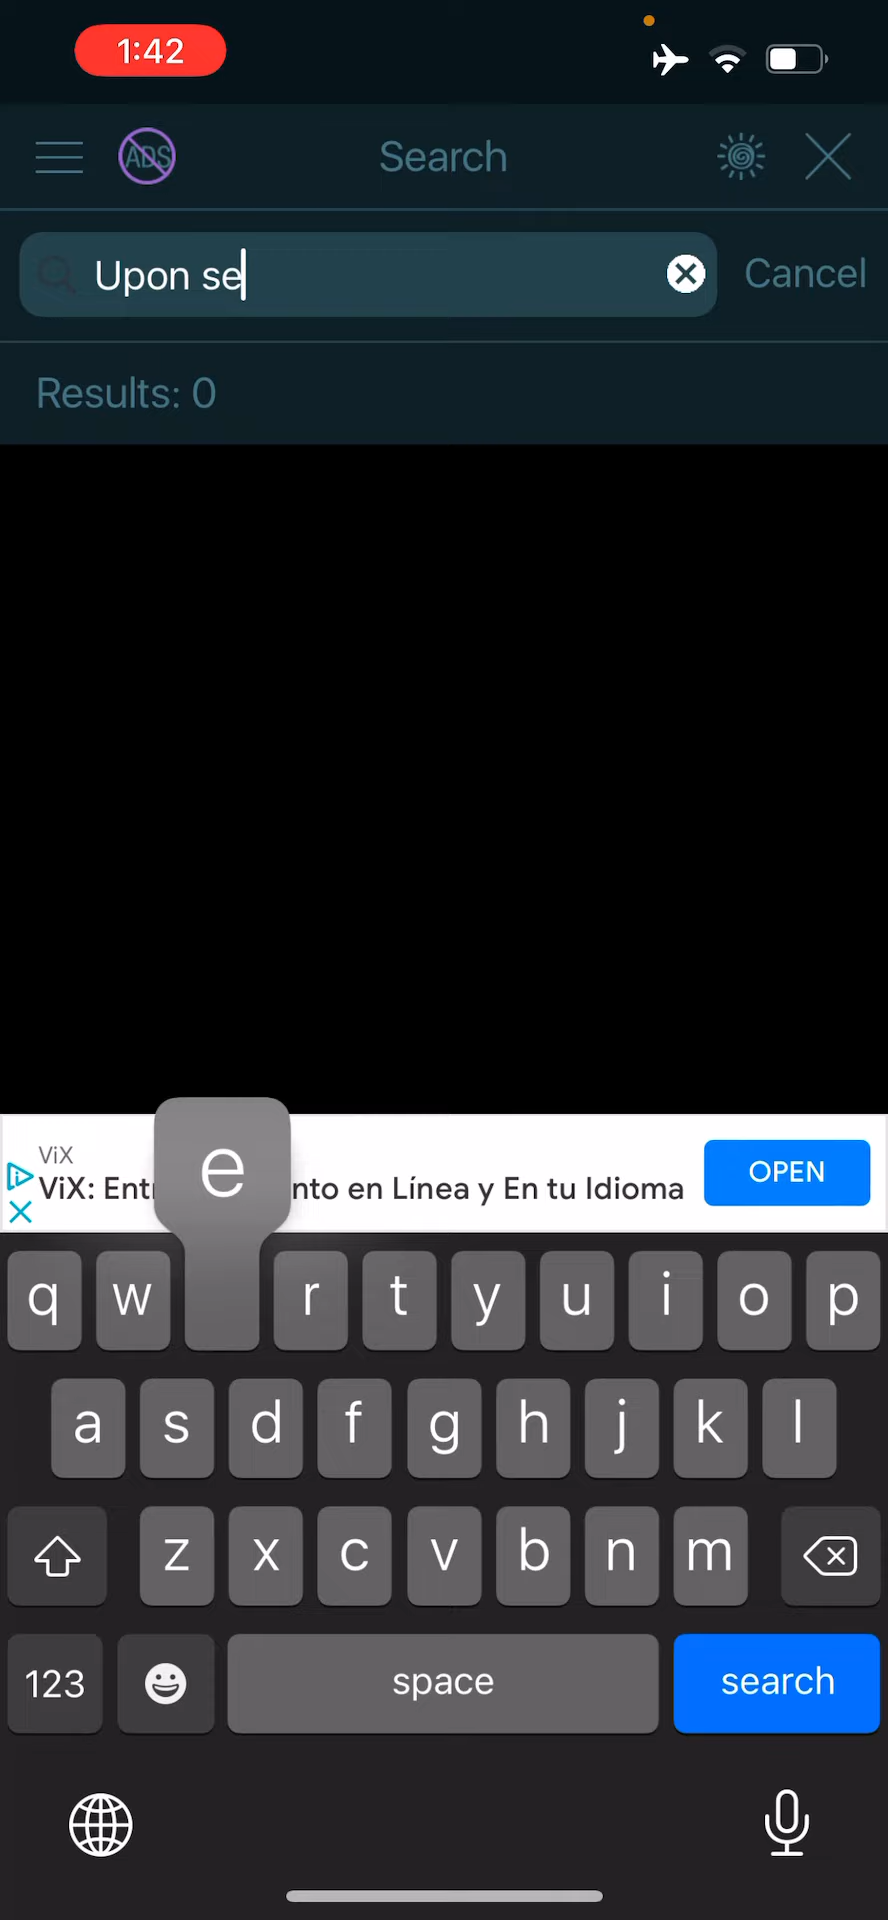 1:42
ADS
Search
Upon se
Cancel
Results: 0
ViX
ViX: Ent nto en Línea y En tu Idioma
OPEN
e
q w r t y u i o p
a s d f g h j k l
z x c v b n m
123 space search